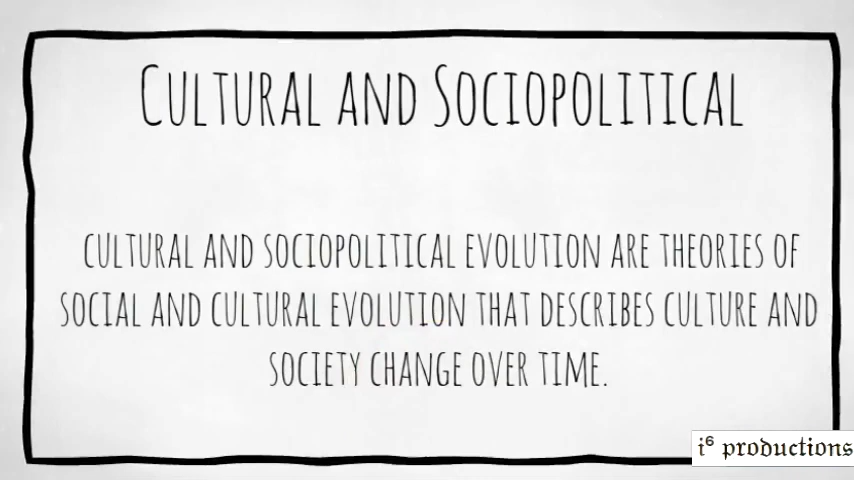 Cultural and Sociopolitical
cultural and sociopolitical evolution are theories of
social and cultural evolution that describes culture and
society change over time.
i⁶ productions